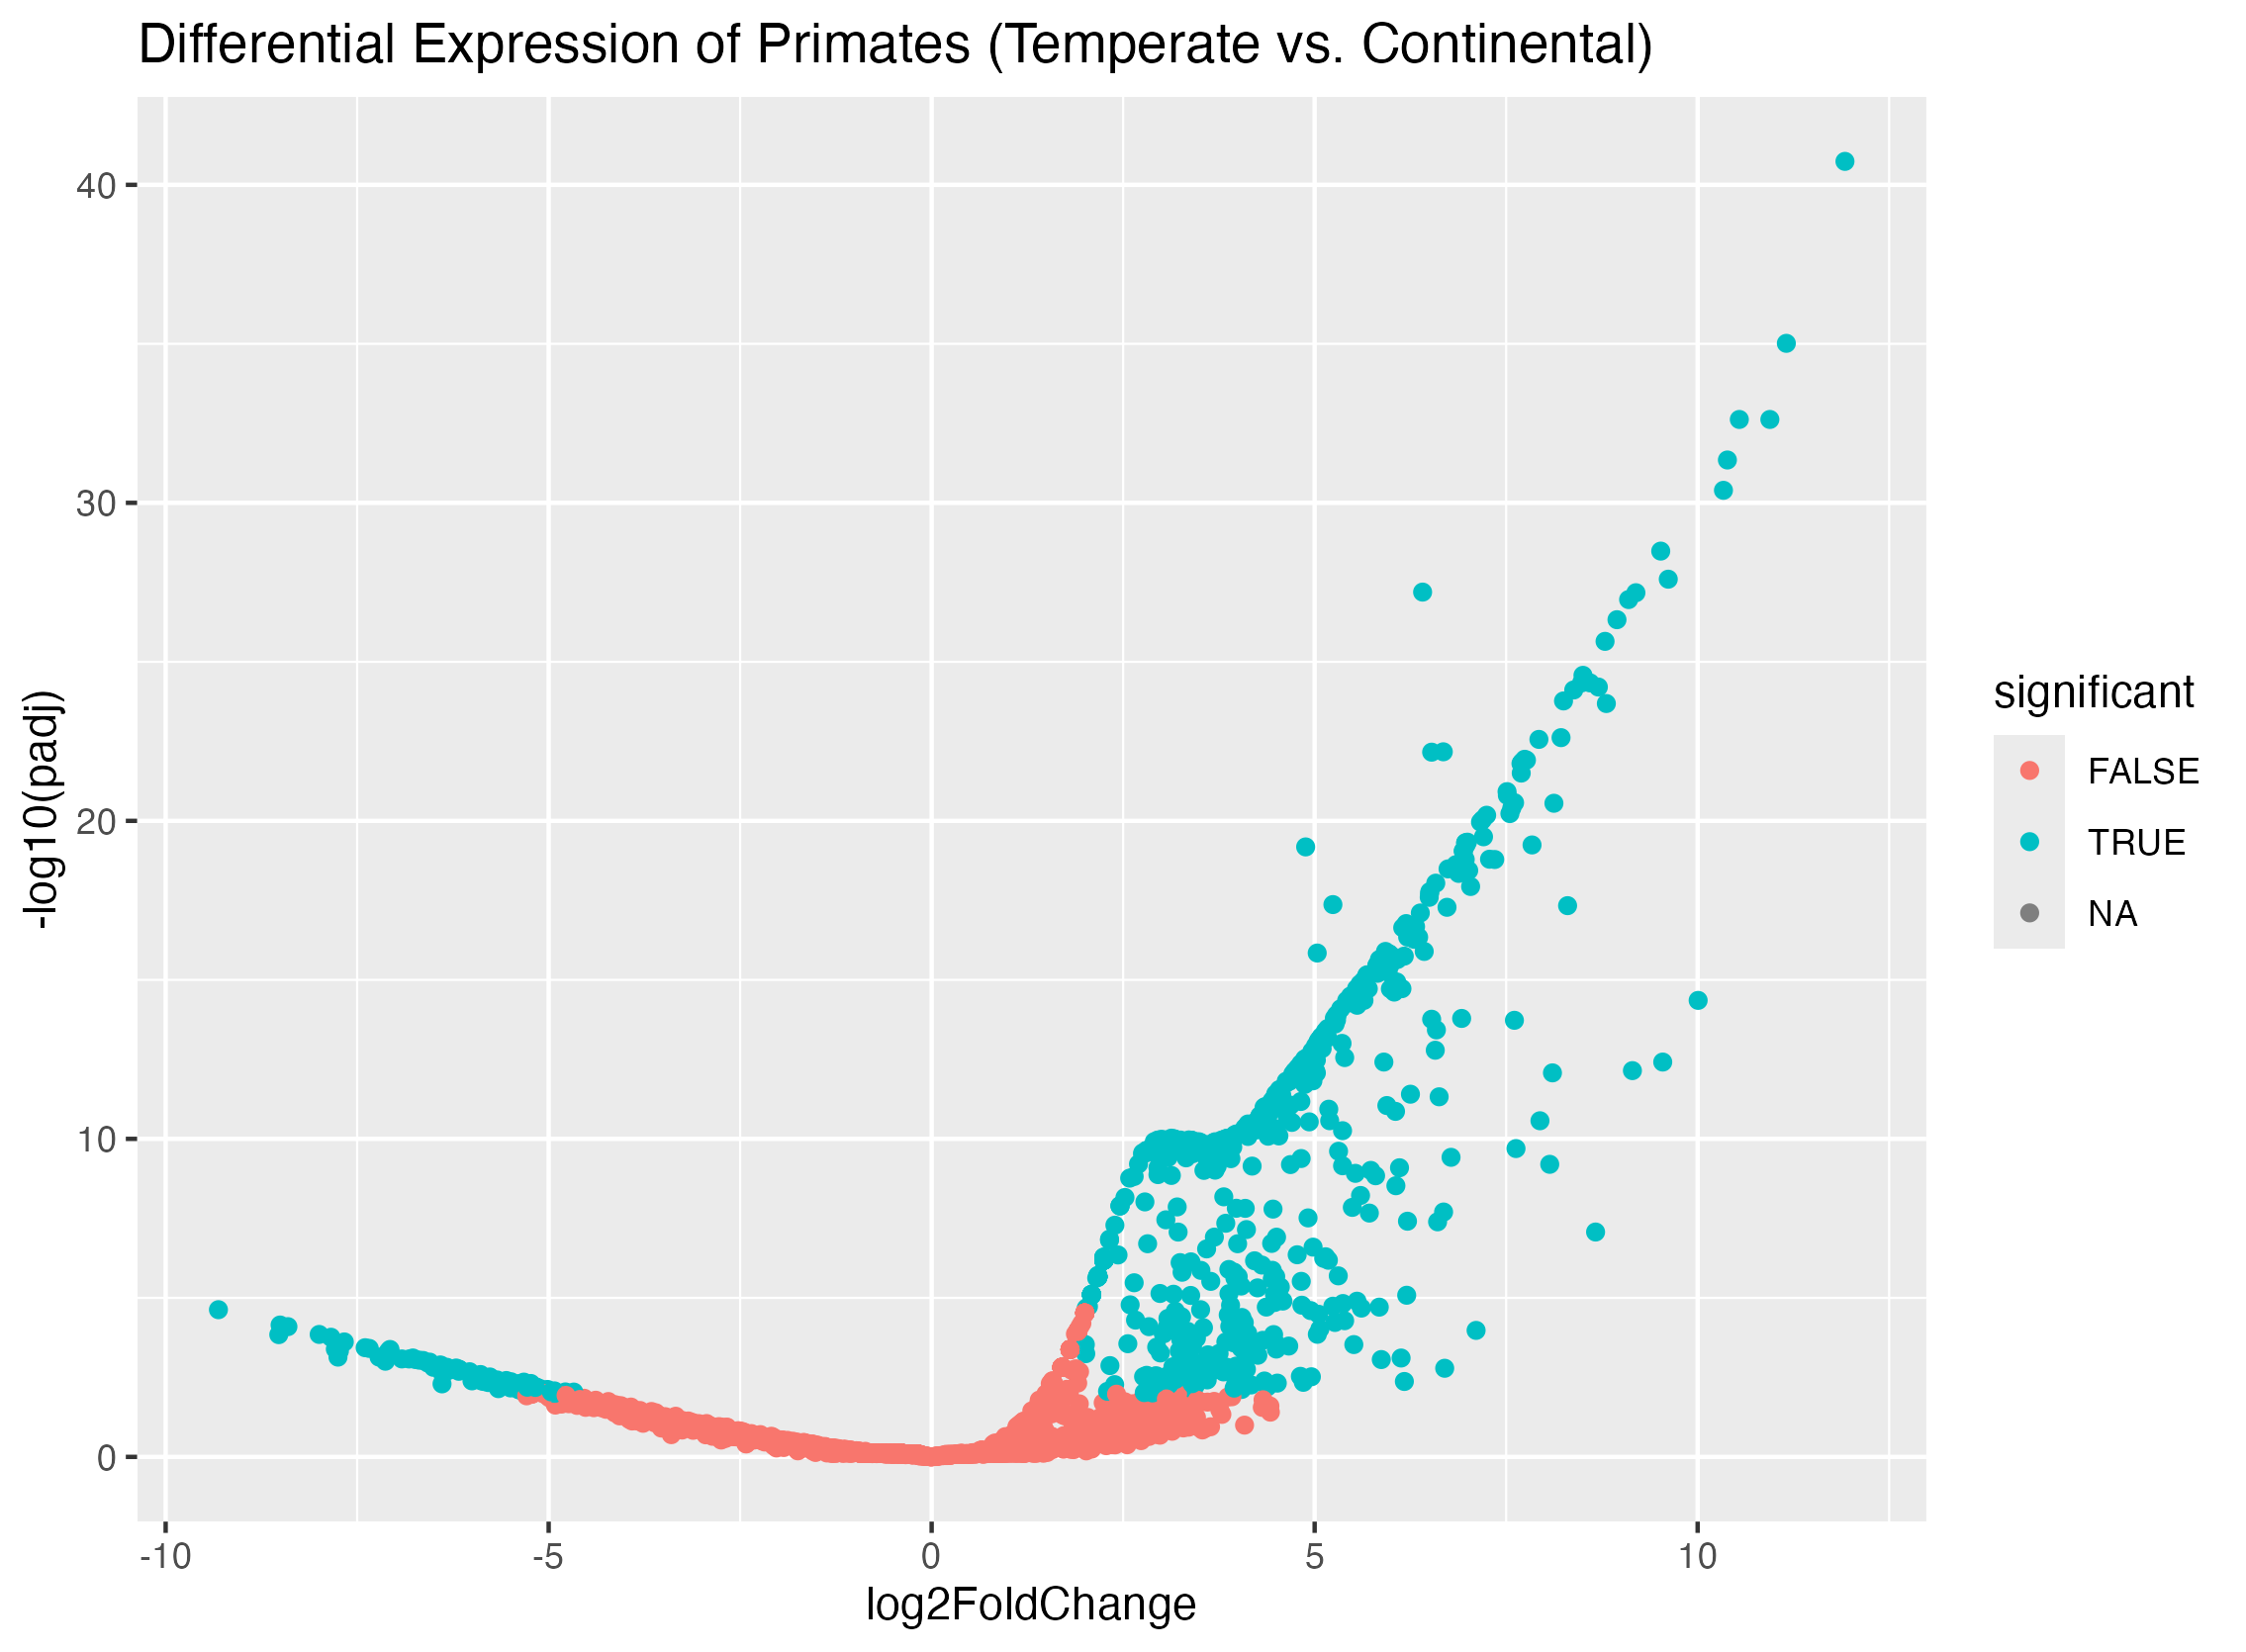 Differential Expression of Primates (Temperate vs. Continental)
-log10(padj)
40
30
20
10
0
-10
-5
0
5
10
log2FoldChange
significant
FALSE
TRUE
NA